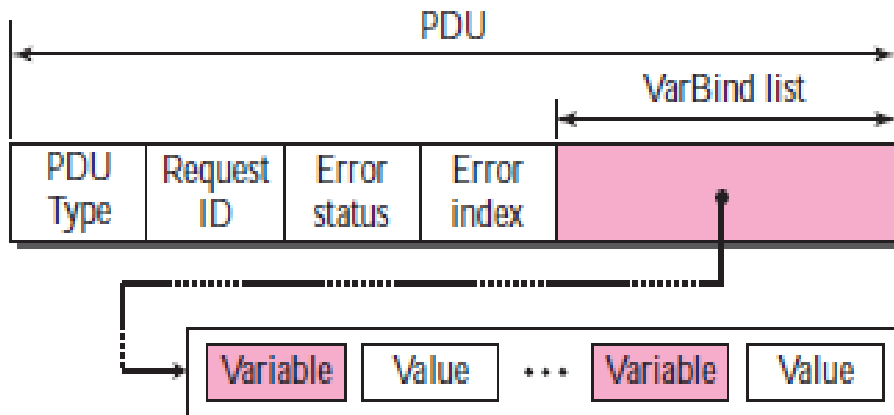 PDU
VarBind list
PDU Type
Request ID
Error status
Error index
Variable Value ... Variable Value